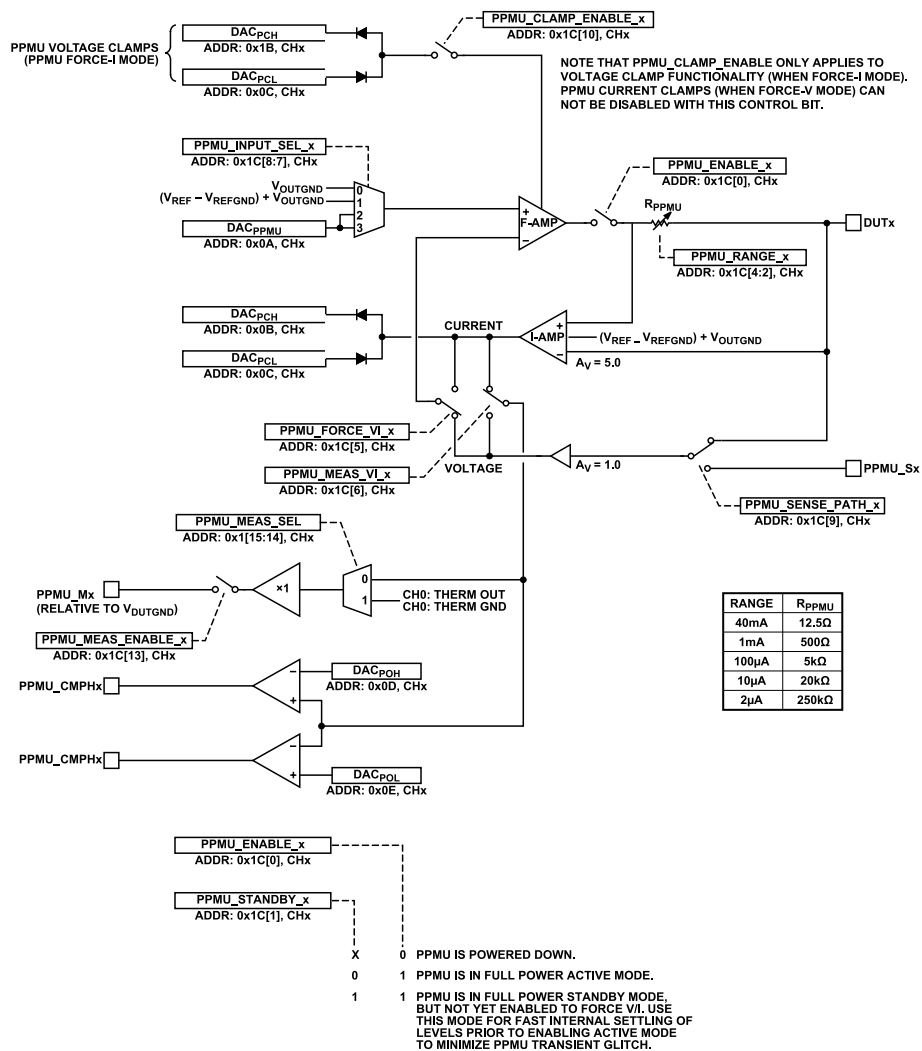 PPMU_CLAMP_ENABLE_x
ADDR: 0x1C[10], CHx
PPMU VOLTAGE CLAMPS
(PPMU FORCE-I MODE)
DACPCH
ADDR: 0x1B, CHx
DACPCL
ADDR: 0x0C, CHx
NOTE THAT PPMU_CLAMP_ENABLE ONLY APPLIES TO
VOLTAGE CLAMP FUNCTIONALITY (WHEN FORCE-I MODE).
PPMU CURRENT CLAMPS (WHEN FORCE-V MODE) CAN
NOT BE DISABLED WITH THIS CONTROL BIT.
PPMU_INPUT_SEL_x
ADDR: 0x1C[8:7], CHx
VOUTGND
(VREF – VREFGND) + VOUTGND
DACPPMU
ADDR: 0x0A, CHx
0
1
2
3
+
F-AMP
–
PPMU_ENABLE_x
ADDR: 0x1C[0], CHx
RPPMU
DUTx
PPMU_RANGE_x
ADDR: 0x1C[4:2], CHx
DACPCH
ADDR: 0x0B, CHx
DACPCL
ADDR: 0x0C, CHx
CURRENT
+
I-AMP
–
(VREF – VREFGND) + VOUTGND
AV = 5.0
PPMU_FORCE_VI_x
ADDR: 0x1C[5], CHx
PPMU_MEAS_VI_x
ADDR: 0x1C[6], CHx
VOLTAGE
AV = 1.0
PPMU_Sx
PPMU_SENSE_PATH_x
ADDR: 0x1C[9], CHx
PPMU_MEAS_SEL
ADDR: 0x1[15:14], CHx
PPMU_Mx
(RELATIVE TO VDUTGND)
×1
0
1
CH0: THERM OUT
CH0: THERM GND
PPMU_MEAS_ENABLE_x
ADDR: 0x1C[13], CHx
RANGE RPPMU
40mA 12.5Ω
1mA 500Ω
100µA 5kΩ
10µA 20kΩ
2µA 250kΩ
PPMU_CMPHx
–
+
DACPOH
ADDR: 0x0D, CHx
PPMU_CMPHx
–
+
DACPOL
ADDR: 0x0E, CHx
PPMU_ENABLE_x
ADDR: 0x1C[0], CHx
PPMU_STANDBY_x
ADDR: 0x1C[1], CHx
X 0 PPMU IS POWERED DOWN.
0 1 PPMU IS IN FULL POWER ACTIVE MODE.
1 1 PPMU IS IN FULL POWER STANDBY MODE,
BUT NOT YET ENABLED TO FORCE V/I. USE
THIS MODE FOR FAST INTERNAL SETTLING OF
LEVELS PRIOR TO ENABLING ACTIVE MODE
TO MINIMIZE PPMU TRANSIENT GLITCH.